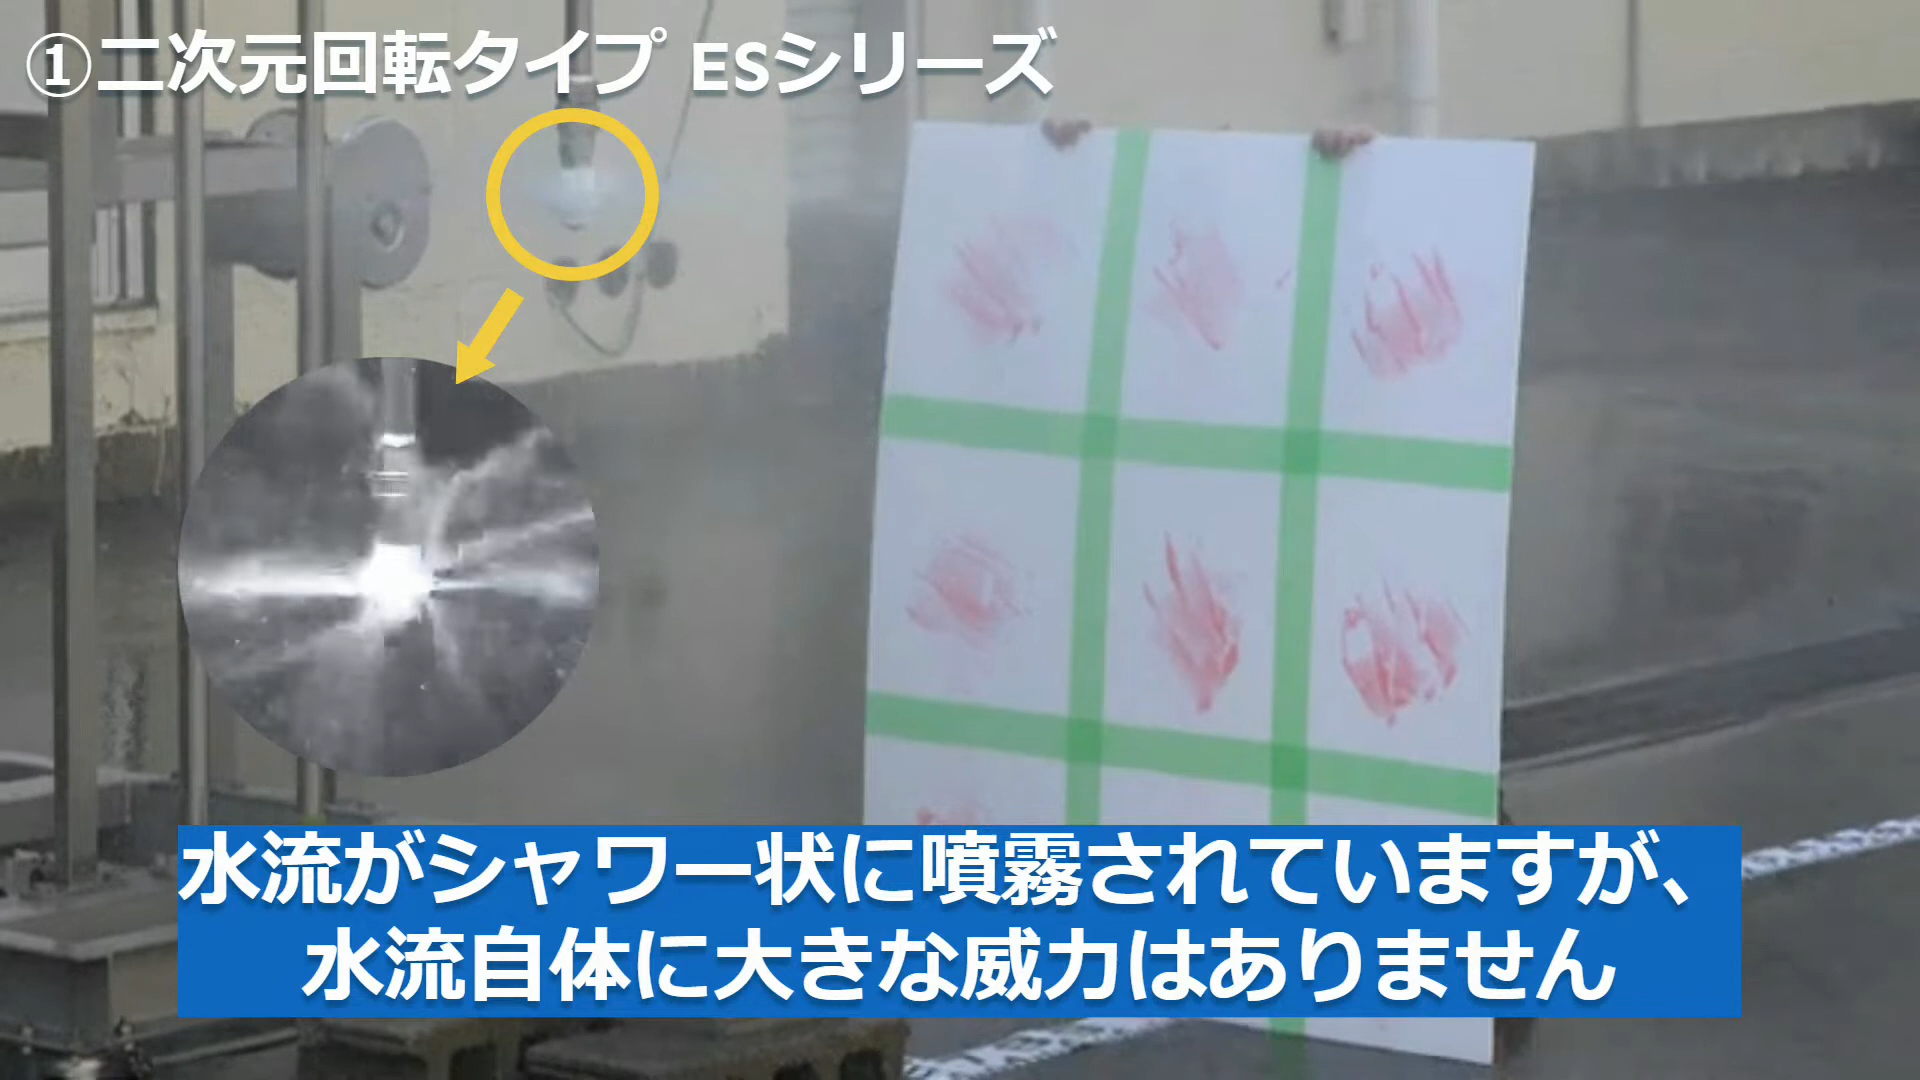 ①二次元回転タイプ ESシリーズ
水流がシャワー状に噴霧されていますが、
水流自体に大きな威力はありません